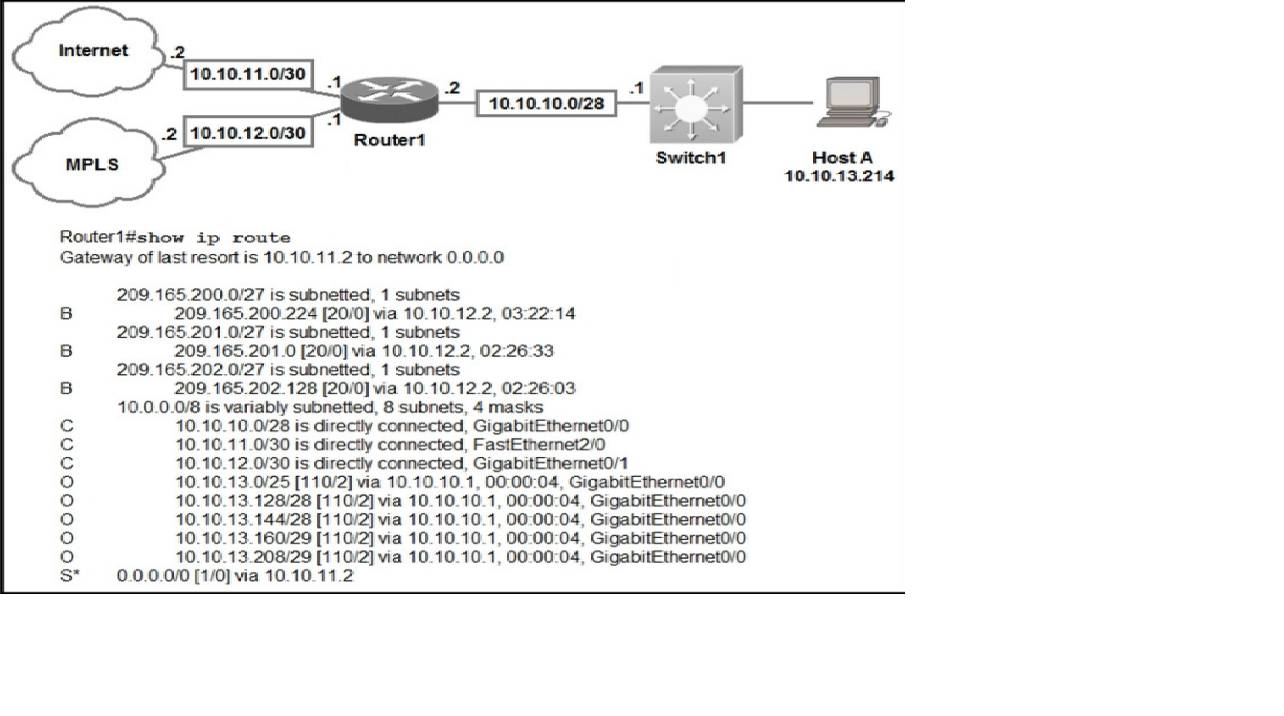 Internet
.2
10.10.11.0/30
.1
.2
10.10.10.0/28
.1
.2
10.10.12.0/30
.1
Router1
MPLS
Switch1
Host A
10.10.13.214
Router1#show ip route
Gateway of last resort is 10.10.11.2 to network 0.0.0.0
209.165.200.0/27 is subnetted, 1 subnets
B 209.165.200.224 [20/0] via 10.10.12.2, 03:22:14
209.165.201.0/27 is subnetted, 1 subnets
B 209.165.201.0 [20/0] via 10.10.12.2, 02:26:33
209.165.202.0/27 is subnetted, 1 subnets
B 209.165.202.128 [20/0] via 10.10.12.2, 02:26:03
10.0.0.0/8 is variably subnetted, 8 subnets, 4 masks
C 10.10.10.0/28 is directly connected, GigabitEthernet0/0
C 10.10.11.0/30 is directly connected, FastEthernet2/0
C 10.10.12.0/30 is directly connected, GigabitEthernet0/1
O 10.10.13.0/25 [110/2] via 10.10.10.1, 00:00:04, GigabitEthernet0/0
O 10.10.13.128/28 [110/2] via 10.10.10.1, 00:00:04, GigabitEthernet0/0
O 10.10.13.144/28 [110/2] via 10.10.10.1, 00:00:04, GigabitEthernet0/0
O 10.10.13.160/29 [110/2] via 10.10.10.1, 00:00:04, GigabitEthernet0/0
O 10.10.13.208/29 [110/2] via 10.10.10.1, 00:00:04, GigabitEthernet0/0
S* 0.0.0.0/0 [1/0] via 10.10.11.2